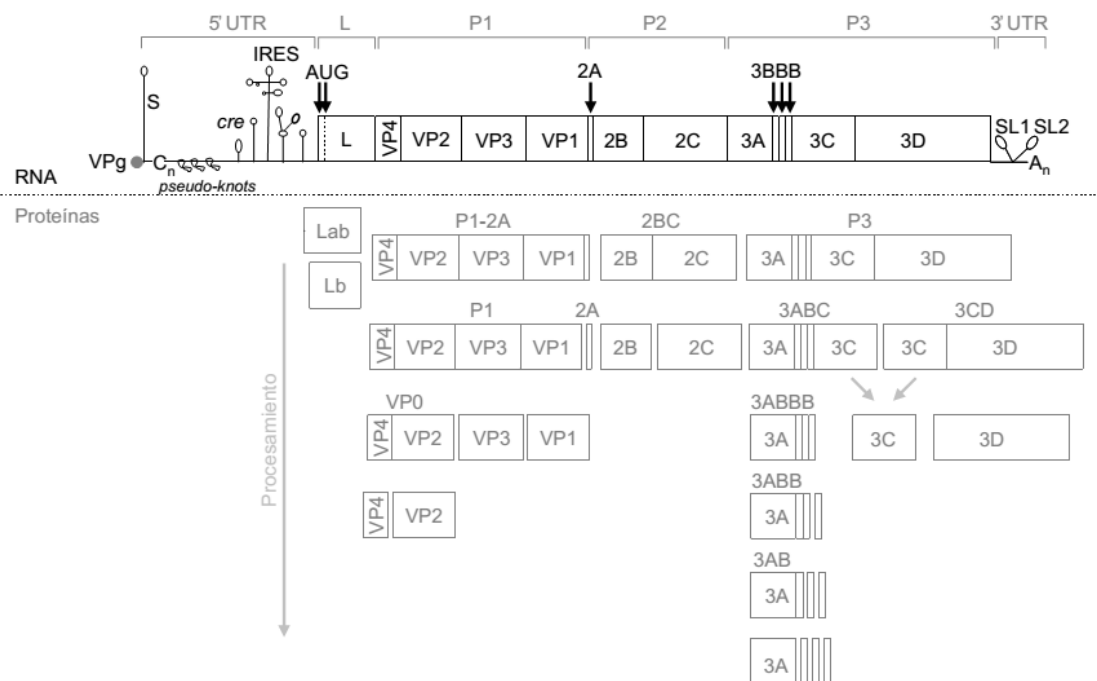 5' UTR L P1 P2 P3 3' UTR
IRES
AUG 2A 3BBB
S
cre
L VP4 VP2 VP3 VP1 2B 2C 3A 3C 3D
SL1 SL2
VPg Cn An
pseudo-knots
RNA
Proteínas
Lab
P1-2A 2BC P3
VP4 VP2 VP3 VP1 2B 2C 3A 3C 3D
Lb
P1 2A 3ABC 3CD
VP4 VP2 VP3 VP1 2B 2C 3A 3C 3C 3D
Procesamiento
VP0 3ABBB
VP4 VP2 VP3 VP1 3A 3C 3D
3ABB
VP4 VP2 3A
3AB
3A
3A